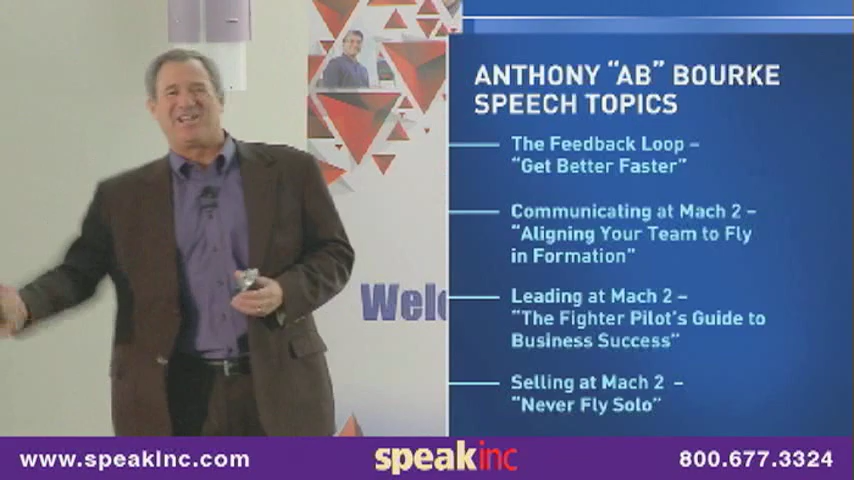 ANTHONY "AB" BOURKE
SPEECH TOPICS
The Feedback Loop –
"Get Better Faster"
Communicating at Mach 2 –
"Aligning Your Team to Fly
in Formation"
Leading at Mach 2 –
"The Fighter Pilot's Guide to
Business Success"
Selling at Mach 2 –
"Never Fly Solo"
Welc
www.speakInc.com
speakinc
800.677.3324